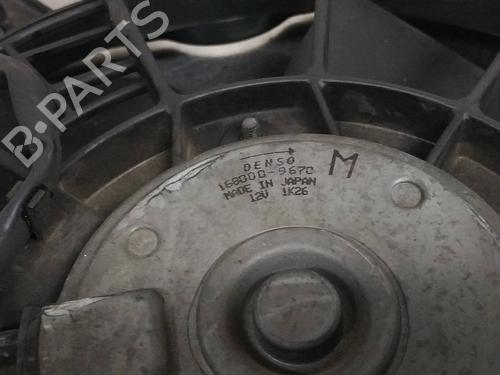 B-PARTS
DENSO
M
168000-9670
MADE IN JAPAN
12V 1K26